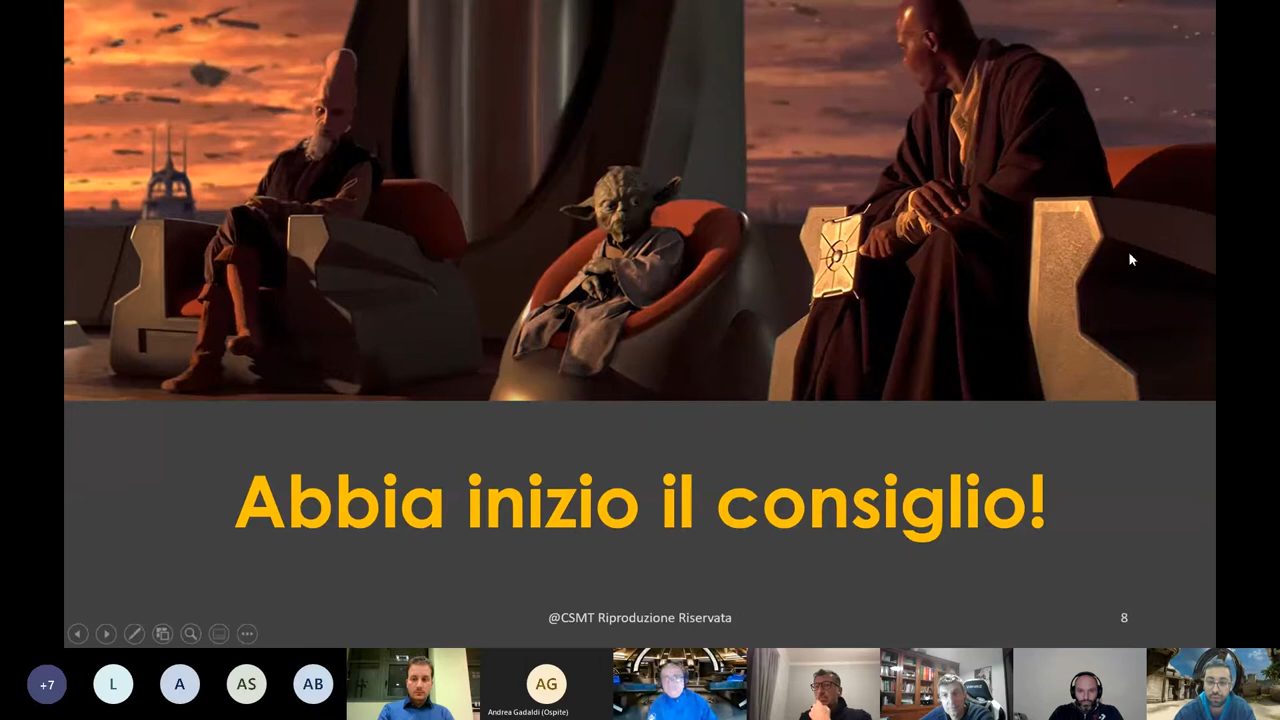 Abbia inizio il consiglio!
@CSMT Riproduzione Riservata
8
+7
L
A
AS
AB
AG
Andrea Gadaldi (Ospite)